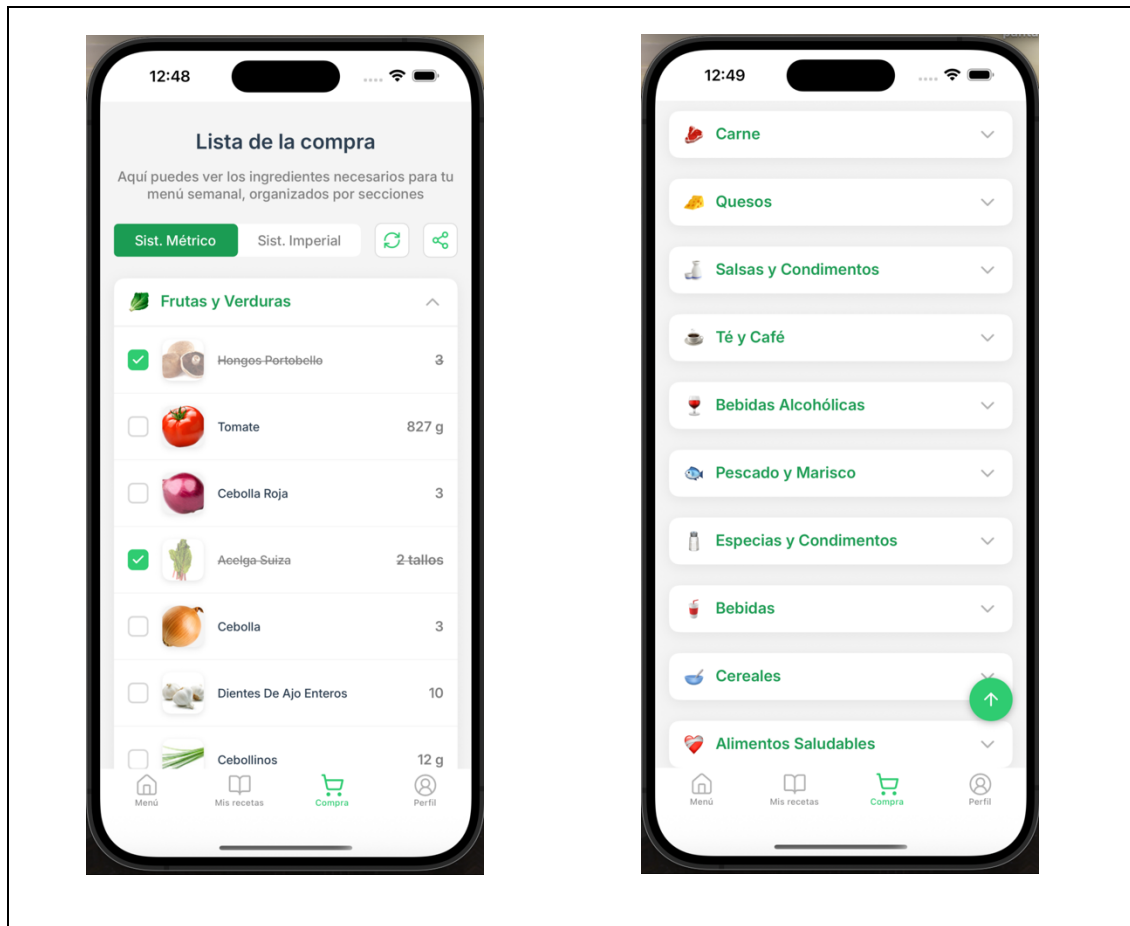 12:48
Lista de la compra
Aquí puedes ver los ingredientes necesarios para tu
menú semanal, organizados por secciones
Sist. Métrico Sist. Imperial
Frutas y Verduras
Hongos Portobello 3
Tomate 827 g
Cebolla Roja 3
Acelga Suiza 2 tallos
Cebolla 3
Dientes De Ajo Enteros 10
Cebollinos 12 g
Menú Mis recetas Compra Perfil
12:49
Carne
Quesos
Salsas y Condimentos
Té y Café
Bebidas Alcohólicas
Pescado y Marisco
Especias y Condimentos
Bebidas
Cereales
Alimentos Saludables
Menú Mis recetas Compra Perfil